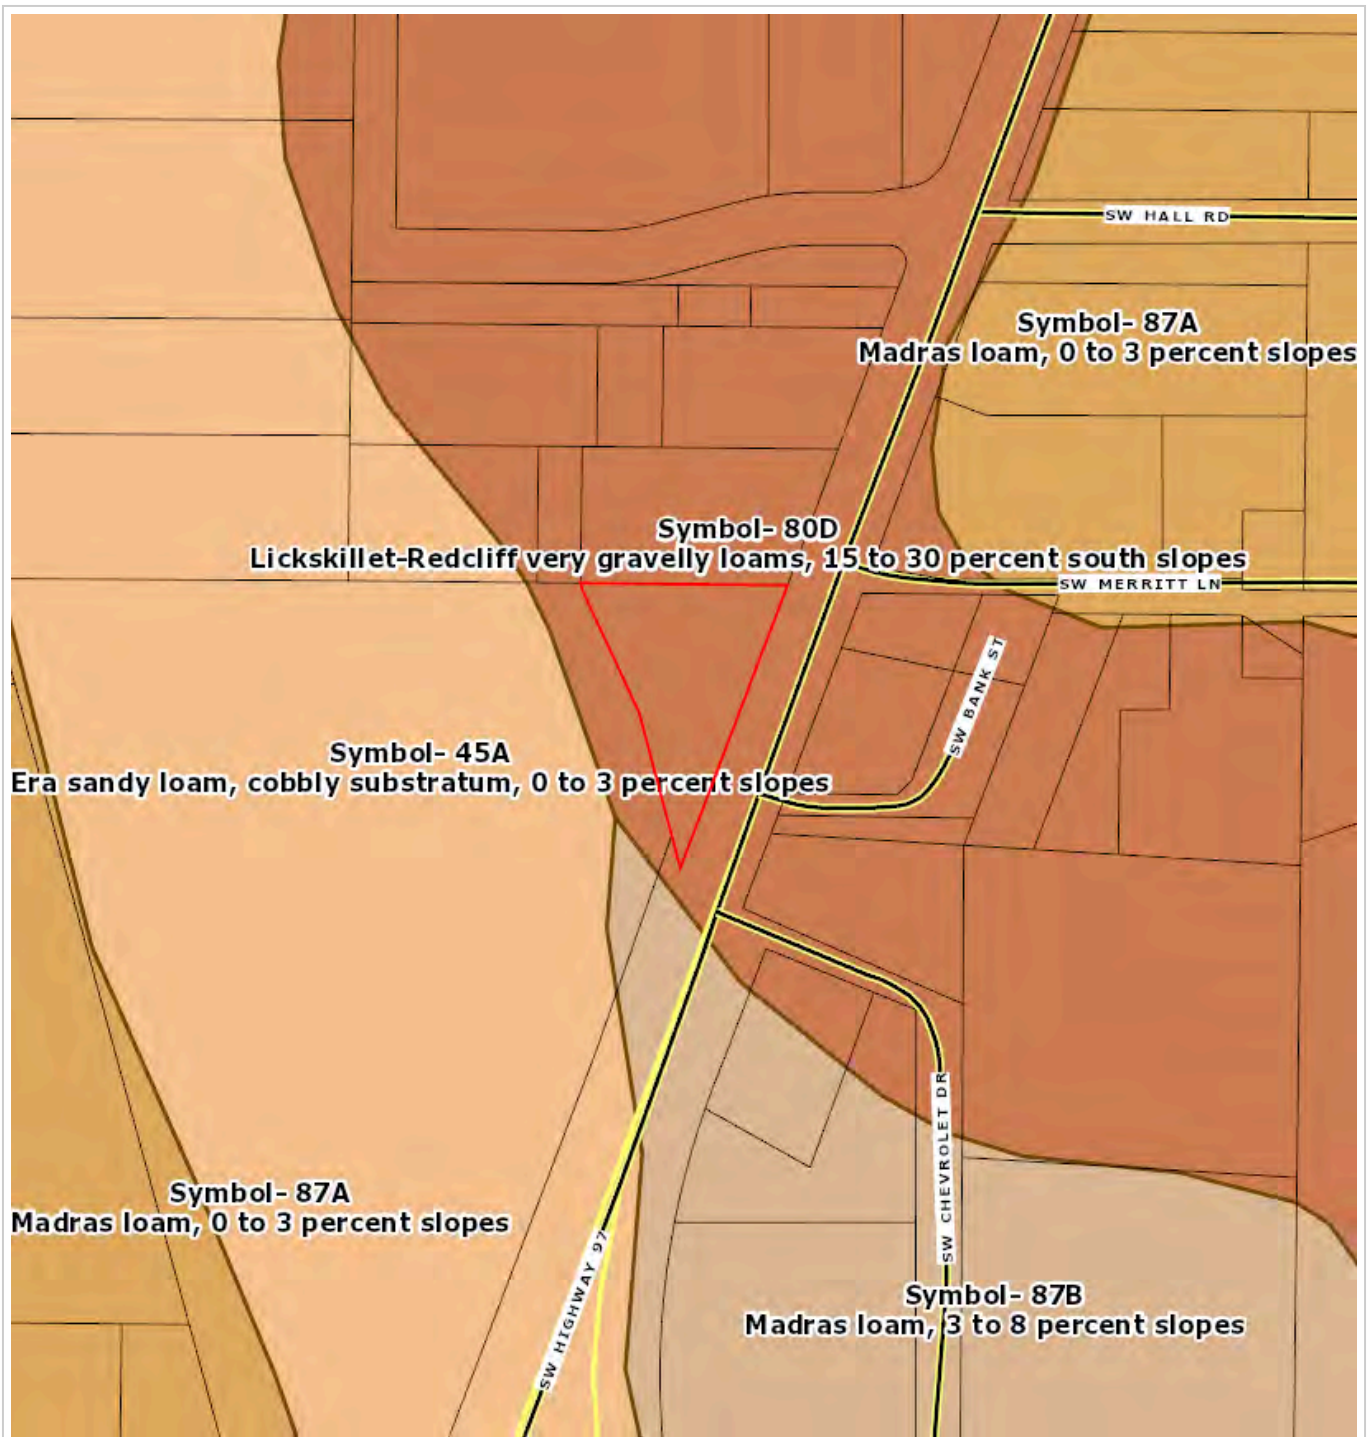 SW HALL RD
Symbol- 87A
Madras loam, 0 to 3 percent slopes
Symbol- 80D
Lickskillet-Redcliff very gravelly loams, 15 to 30 percent south slopes
SW MERRITT LN
SW BANK ST
Symbol- 45A
Era sandy loam, cobbly substratum, 0 to 3 percent slopes
SW CHEVROLET DR
Symbol- 87A
Madras loam, 0 to 3 percent slopes
SW HIGHWAY 97
Symbol- 87B
Madras loam, 3 to 8 percent slopes